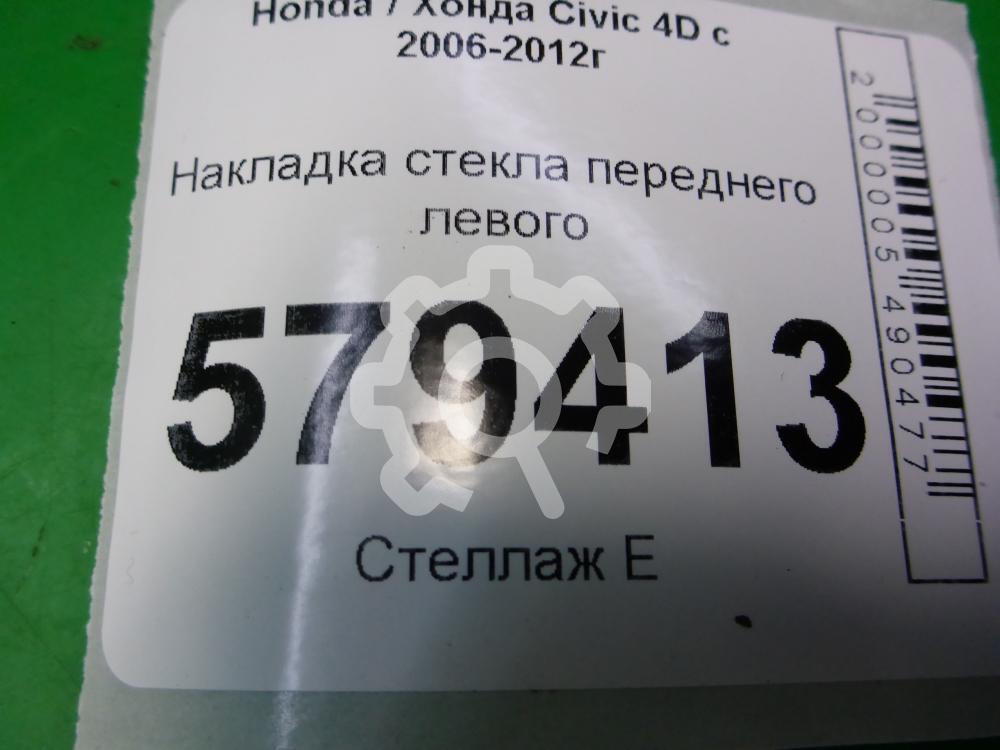 Honda / Хонда Civic 4D с
2006-2012г
Накладка стекла переднего
левого
579413
Стеллаж Е
2000005490477